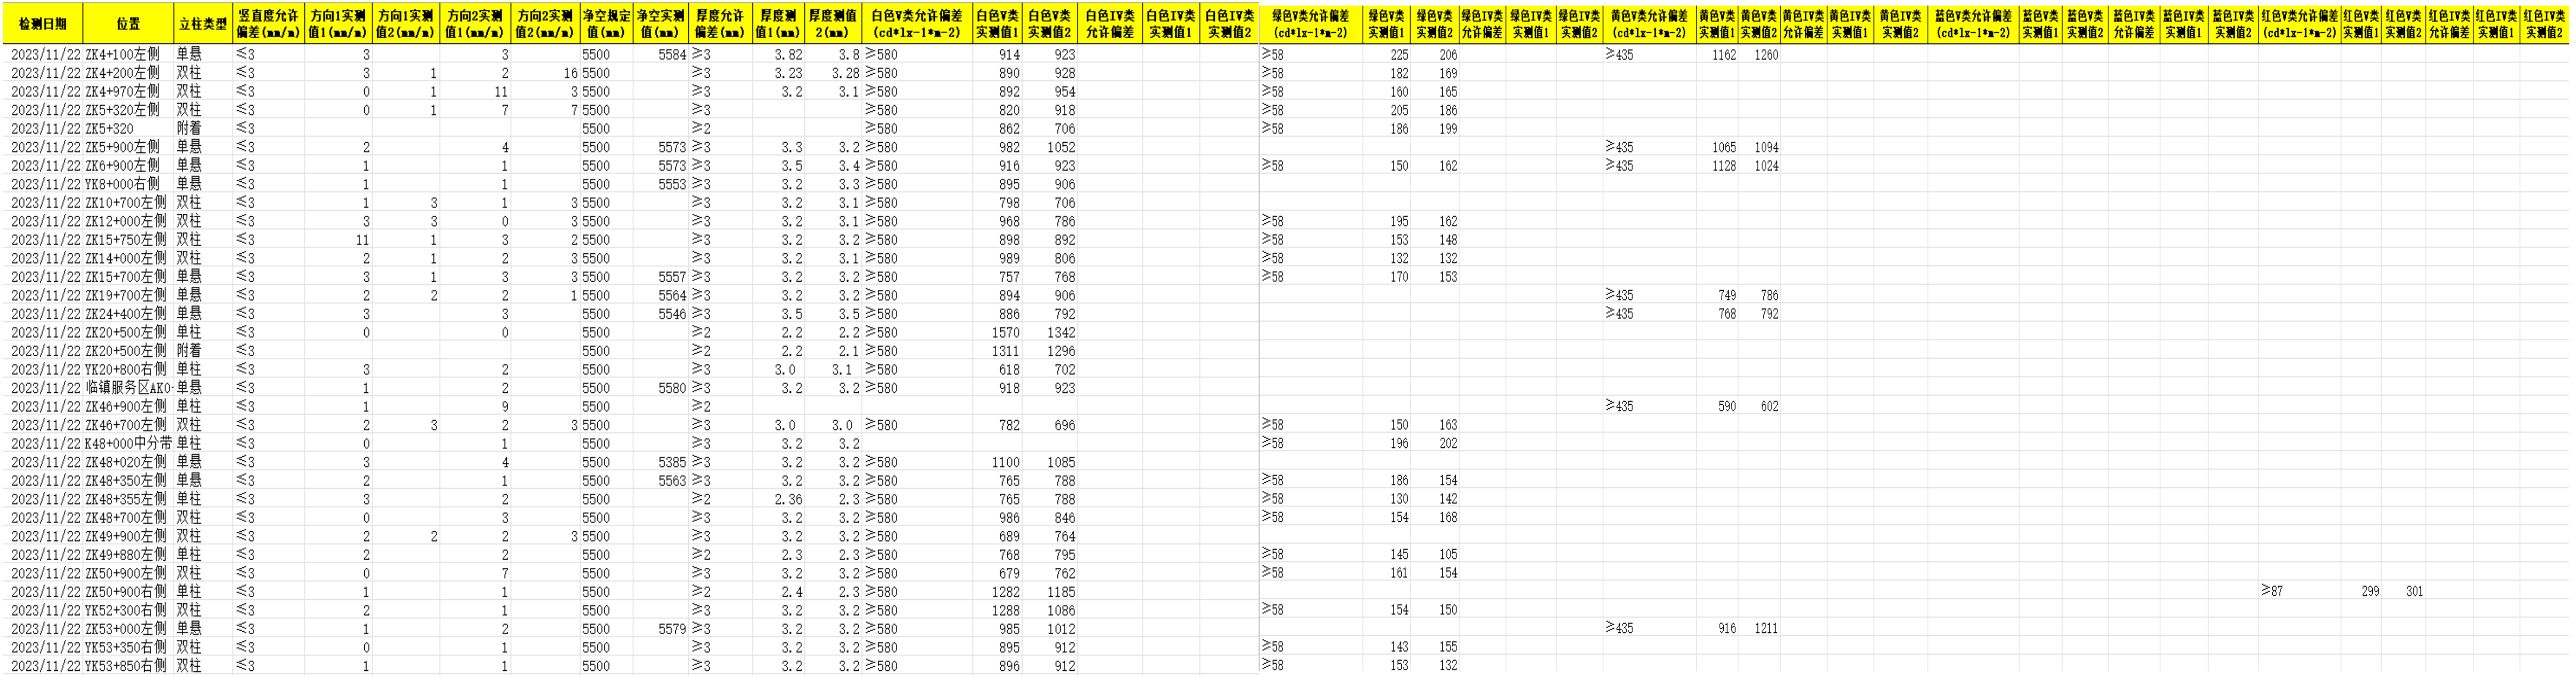 检测日期 位置 立柱类型 竖直度允许偏差(mm/m) 方向1实测值1(mm/m) 方向1实测值2(mm/m) 方向2实测值1(mm/m) 方向2实测值2(mm/m) 净空规定值(mm) 净空实测值(mm) 厚度允许偏差(mm) 厚度测值1(mm) 厚度测值2(mm) 白色V类允许偏差(cd*lx-1*m-2) 白色V类实测值1 白色V类实测值2 白色IV类允许偏差 白色IV类实测值1 白色IV类实测值2 绿色V类允许偏差(cd*lx-1*m-2) 绿色V类实测值1 绿色V类实测值2 绿色IV类允许偏差 绿色IV类实测值1 绿色IV类实测值2 黄色V类允许偏差(cd*lx-1*m-2) 黄色V类实测值1 黄色V类实测值2 黄色IV类允许偏差 黄色IV类实测值1 黄色IV类实测值2 蓝色V类允许偏差(cd*lx-1*m-2) 蓝色V类实测值1 蓝色V类实测值2 蓝色IV类允许偏差 蓝色IV类实测值1 蓝色IV类实测值2 红色V类允许偏差(cd*lx-1*m-2) 红色V类实测值1 红色V类实测值2 红色IV类允许偏差 红色IV类实测值1 红色IV类实测值2
2023/11/22 ZK4+100左侧 单悬 ≤3 3 3 5500 5584 ≥3 3.82 3.8 ≥580 914 923 ≥58 225 206 ≥435 1162 1260
2023/11/22 ZK4+200左侧 双柱 ≤3 3 1 2 16 5500 ≥3 3.23 3.28 ≥580 890 928 ≥58 182 169
2023/11/22 ZK4+970左侧 双柱 ≤3 0 1 11 3 5500 ≥3 3.2 3.1 ≥580 892 954 ≥58 160 165
2023/11/22 ZK5+320左侧 双柱 ≤3 0 1 7 7 5500 ≥3 ≥580 820 918 ≥58 205 186
2023/11/22 ZK5+320 附着 ≤3 5500 ≥2 ≥580 862 706 ≥58 186 199
2023/11/22 ZK5+900左侧 单悬 ≤3 2 4 5500 5573 ≥3 3.3 3.2 ≥580 982 1052 ≥435 1065 1094
2023/11/22 ZK6+900左侧 单悬 ≤3 1 1 5500 5573 ≥3 3.5 3.4 ≥580 916 923 ≥58 150 162 ≥435 1128 1024
2023/11/22 YK8+000右侧 单悬 ≤3 1 1 5500 5553 ≥3 3.2 3.3 ≥580 895 906
2023/11/22 ZK10+700左侧 双柱 ≤3 1 3 1 3 5500 ≥3 3.2 3.1 ≥580 798 706
2023/11/22 ZK12+000左侧 双柱 ≤3 3 3 0 3 5500 ≥3 3.2 3.1 ≥580 968 786 ≥58 195 162
2023/11/22 ZK15+750左侧 双柱 ≤3 11 1 3 2 5500 ≥3 3.2 3.2 ≥580 898 892 ≥58 153 148
2023/11/22 ZK14+000左侧 双柱 ≤3 2 1 2 3 5500 ≥3 3.2 3.1 ≥580 989 806 ≥58 132 132
2023/11/22 ZK15+700左侧 单悬 ≤3 3 1 3 3 5500 5557 ≥3 3.2 3.2 ≥580 757 768 ≥58 170 153
2023/11/22 ZK19+700左侧 单悬 ≤3 2 2 2 1 5500 5564 ≥3 3.2 3.2 ≥580 894 906 ≥435 749 786
2023/11/22 ZK24+400左侧 单悬 ≤3 3 3 5500 5546 ≥3 3.5 3.5 ≥580 886 792 ≥435 768 792
2023/11/22 ZK20+500左侧 单柱 ≤3 0 0 5500 ≥2 2.2 2.2 ≥580 1570 1342
2023/11/22 ZK20+500左侧 附着 ≤3 5500 ≥2 2.2 2.1 ≥580 1311 1296
2023/11/22 YK20+800右侧 单柱 ≤3 3 2 5500 ≥3 3.0 3.1 ≥580 618 702
2023/11/22 临镇服务区AK0 单悬 ≤3 1 2 5500 5580 ≥3 3.2 3.2 ≥580 918 923
2023/11/22 ZK46+900左侧 单柱 ≤3 1 9 5500 ≥2 ≥435 590 602
2023/11/22 ZK46+700左侧 双柱 ≤3 2 3 2 3 5500 ≥3 3.0 3.0 ≥580 782 696 ≥58 150 163
2023/11/22 K48+000中分带 单柱 ≤3 0 1 5500 ≥3 3.2 3.2 ≥58 196 202
2023/11/22 ZK48+020左侧 单悬 ≤3 3 4 5500 5385 ≥3 3.2 3.2 ≥580 1100 1085
2023/11/22 ZK48+350左侧 单悬 ≤3 2 1 5500 5563 ≥3 3.2 3.2 ≥580 765 788 ≥58 186 154
2023/11/22 ZK48+355左侧 单柱 ≤3 3 2 5500 ≥2 2.36 2.3 ≥580 765 788 ≥58 130 142
2023/11/22 ZK48+700左侧 双柱 ≤3 0 3 5500 ≥3 3.2 3.2 ≥580 986 846 ≥58 154 168
2023/11/22 ZK49+900左侧 双柱 ≤3 2 2 2 3 5500 ≥3 3.2 3.2 ≥580 689 764
2023/11/22 ZK49+880左侧 单柱 ≤3 2 2 5500 ≥2 2.3 2.3 ≥580 768 795 ≥58 145 105
2023/11/22 ZK50+900左侧 双柱 ≤3 0 7 5500 ≥3 3.2 3.2 ≥580 679 762 ≥58 161 154
2023/11/22 ZK50+900右侧 单柱 ≤3 1 1 5500 ≥2 2.4 2.3 ≥580 1282 1185 ≥87 299 301
2023/11/22 YK52+300右侧 双柱 ≤3 2 1 5500 ≥3 3.2 3.2 ≥580 1288 1086 ≥58 154 150
2023/11/22 ZK53+000左侧 单悬 ≤3 1 2 5500 5579 ≥3 3.2 3.2 ≥580 985 1012 ≥435 916 1211
2023/11/22 YK53+350右侧 双柱 ≤3 0 1 5500 ≥3 3.2 3.2 ≥580 895 912 ≥58 143 155
2023/11/22 YK53+850右侧 双柱 ≤3 1 1 5500 ≥3 3.2 3.2 ≥580 896 912 ≥58 153 132